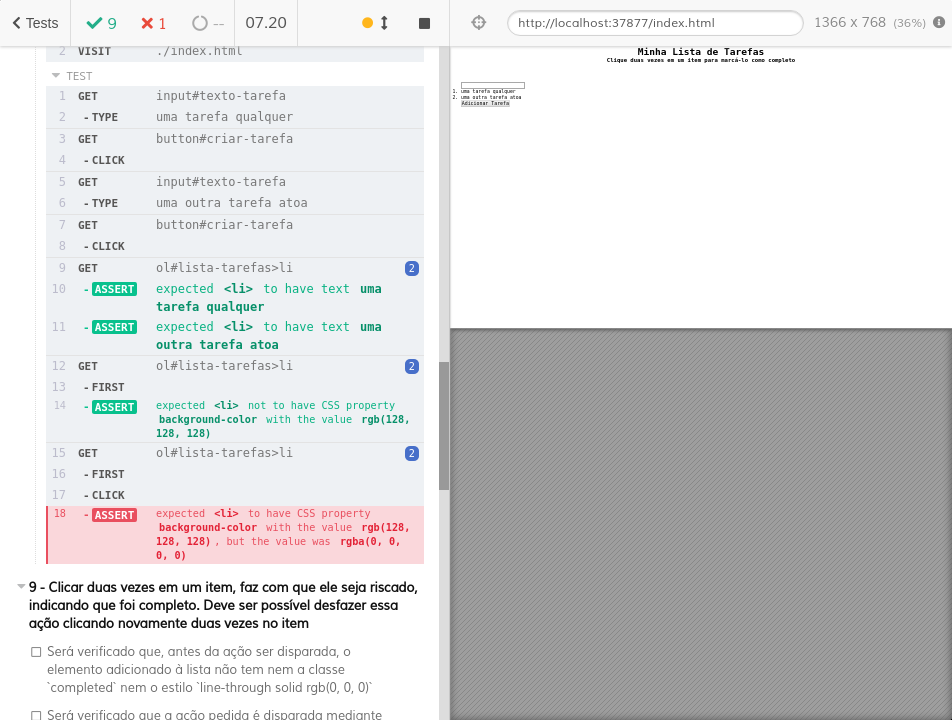 Tests 9 1 -- 07.20 http://localhost:37877/index.html 1366 x 768 (36%)
2 VISIT ./index.html
TEST
1 GET input#texto-tarefa
2 -TYPE uma tarefa qualquer
3 GET button#criar-tarefa
4 -CLICK
5 GET input#texto-tarefa
6 -TYPE uma outra tarefa atoa
7 GET button#criar-tarefa
8 -CLICK
9 GET ol#lista-tarefas>li 2
10 -ASSERT expected <li> to have text uma
tarefa qualquer
11 -ASSERT expected <li> to have text uma
outra tarefa atoa
12 GET ol#lista-tarefas>li 2
13 -FIRST
14 -ASSERT expected <li> not to have CSS property
background-color with the value rgb(128,
128, 128)
15 GET ol#lista-tarefas>li 2
16 -FIRST
17 -CLICK
18 -ASSERT expected <li> to have CSS property
background-color with the value rgb(128,
128, 128) , but the value was rgba(0, 0,
0, 0)
9 - Clicar duas vezes em um item, faz com que ele seja riscado,
indicando que foi completo. Deve ser possível desfazer essa
ação clicando novamente duas vezes no item
Será verificado que, antes da ação ser disparada, o
elemento adicionado à lista não tem nem a classe
`completed` nem o estilo `line-through solid rgb(0, 0, 0)`
Será verificado que a ação pedida é disparada mediante
Minha Lista de Tarefas
Clique duas vezes em um item para marcá-lo como completo
1. uma tarefa qualquer
2. uma outra tarefa atoa
Adicionar Tarefa